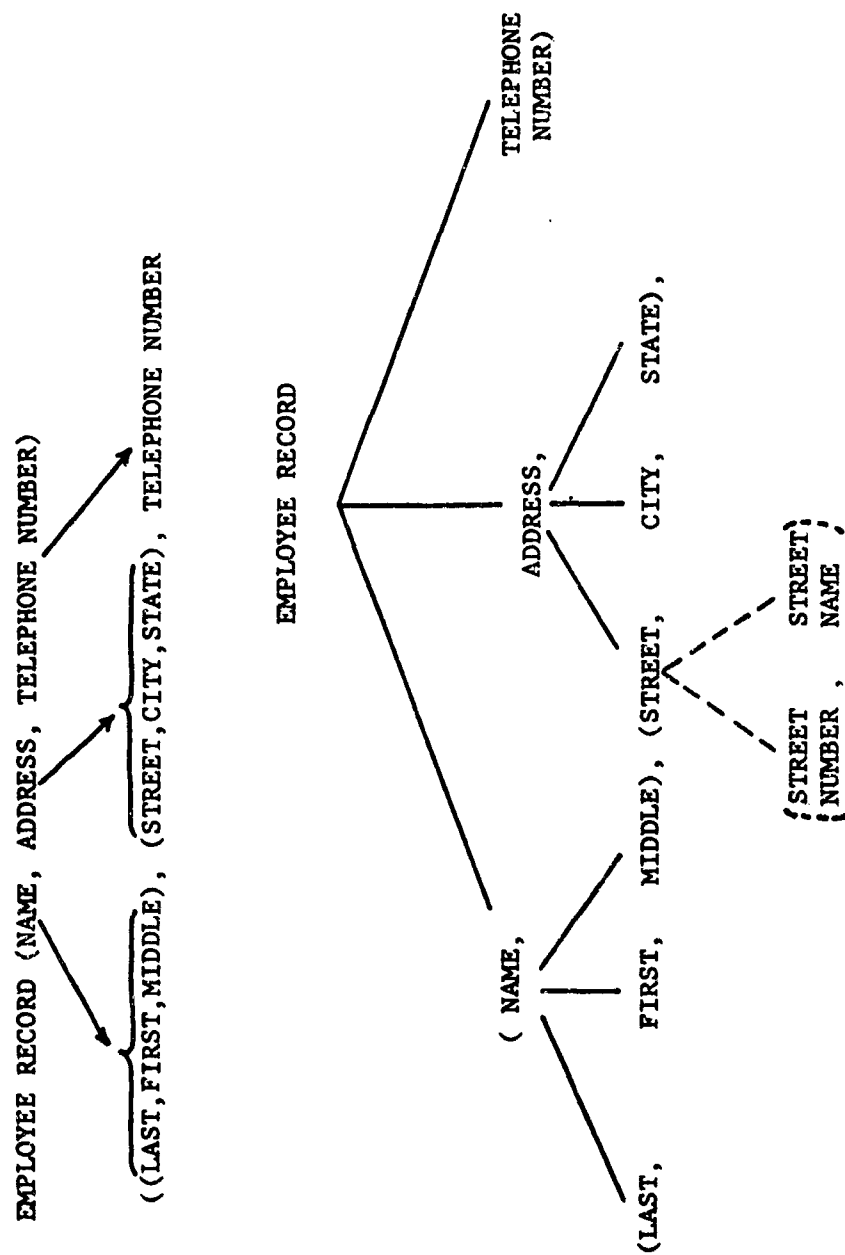 EMPLOYEE RECORD (NAME, ADDRESS, TELEPHONE NUMBER)
((LAST,FIRST,MIDDLE), (STREET,CITY,STATE), TELEPHONE NUMBER
EMPLOYEE RECORD
( NAME,
ADDRESS,
TELEPHONE
NUMBER)
(LAST,
FIRST,
MIDDLE),
(STREET,
CITY,
STATE),
(STREET
NUMBER ,
STREET)
NAME )